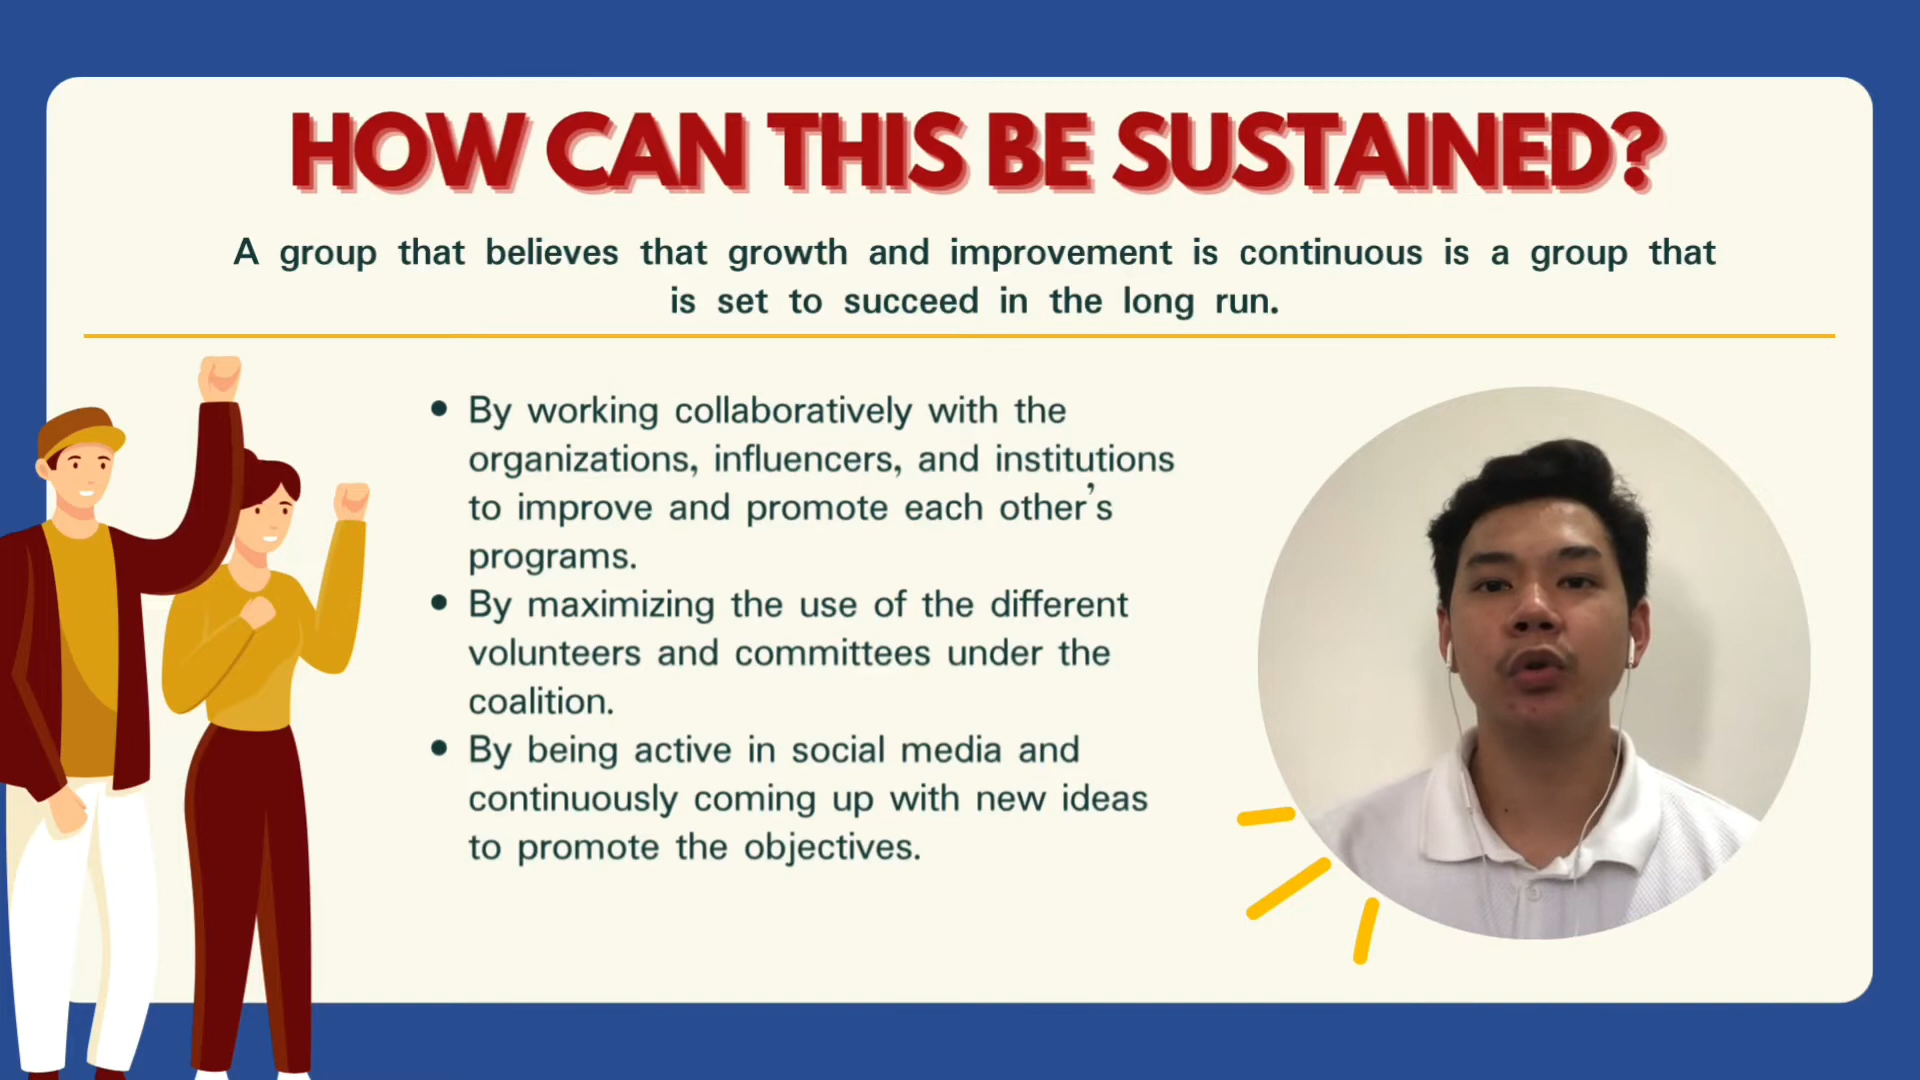 HOW CAN THIS BE SUSTAINED?
A group that believes that growth and improvement is continuous is a group that
is set to succeed in the long run.
• By working collaboratively with the
organizations, influencers, and institutions
to improve and promote each other's
programs.
• By maximizing the use of the different
volunteers and committees under the
coalition.
• By being active in social media and
continuously coming up with new ideas
to promote the objectives.